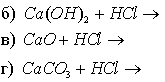 б) Ca(OH)₂ + HCl →
в) CaO + HCl →
г) CaCO₃ + HCl →